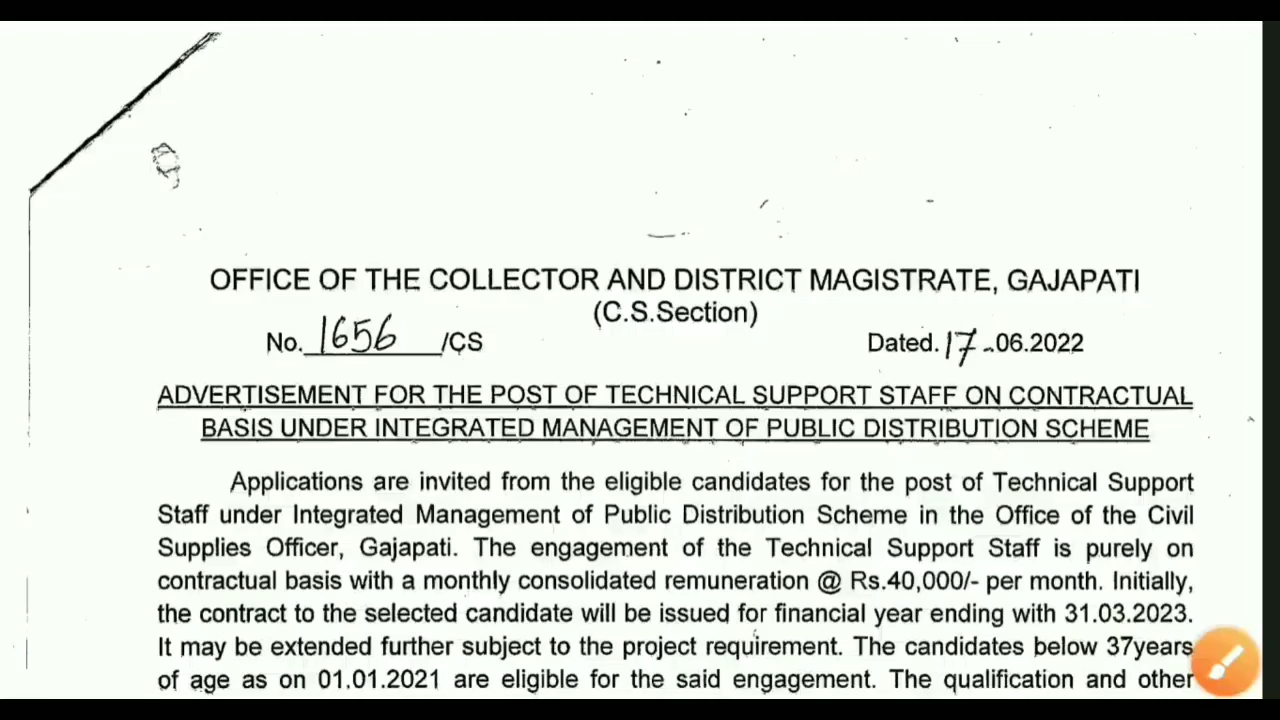 OFFICE OF THE COLLECTOR AND DISTRICT MAGISTRATE, GAJAPATI
(C.S.Section)
No. 1656 /CS Dated. 17-.06.2022
ADVERTISEMENT FOR THE POST OF TECHNICAL SUPPORT STAFF ON CONTRACTUAL
BASIS UNDER INTEGRATED MANAGEMENT OF PUBLIC DISTRIBUTION SCHEME
Applications are invited from the eligible candidates for the post of Technical Support
Staff under Integrated Management of Public Distribution Scheme in the Office of the Civil
Supplies Officer, Gajapati. The engagement of the Technical Support Staff is purely on
contractual basis with a monthly consolidated remuneration @ Rs.40,000/- per month. Initially,
the contract to the selected candidate will be issued for financial year ending with 31.03.2023.
It may be extended further subject to the project requirement. The candidates below 37years
of age as on 01.01.2021 are eligible for the said engagement. The qualification and other